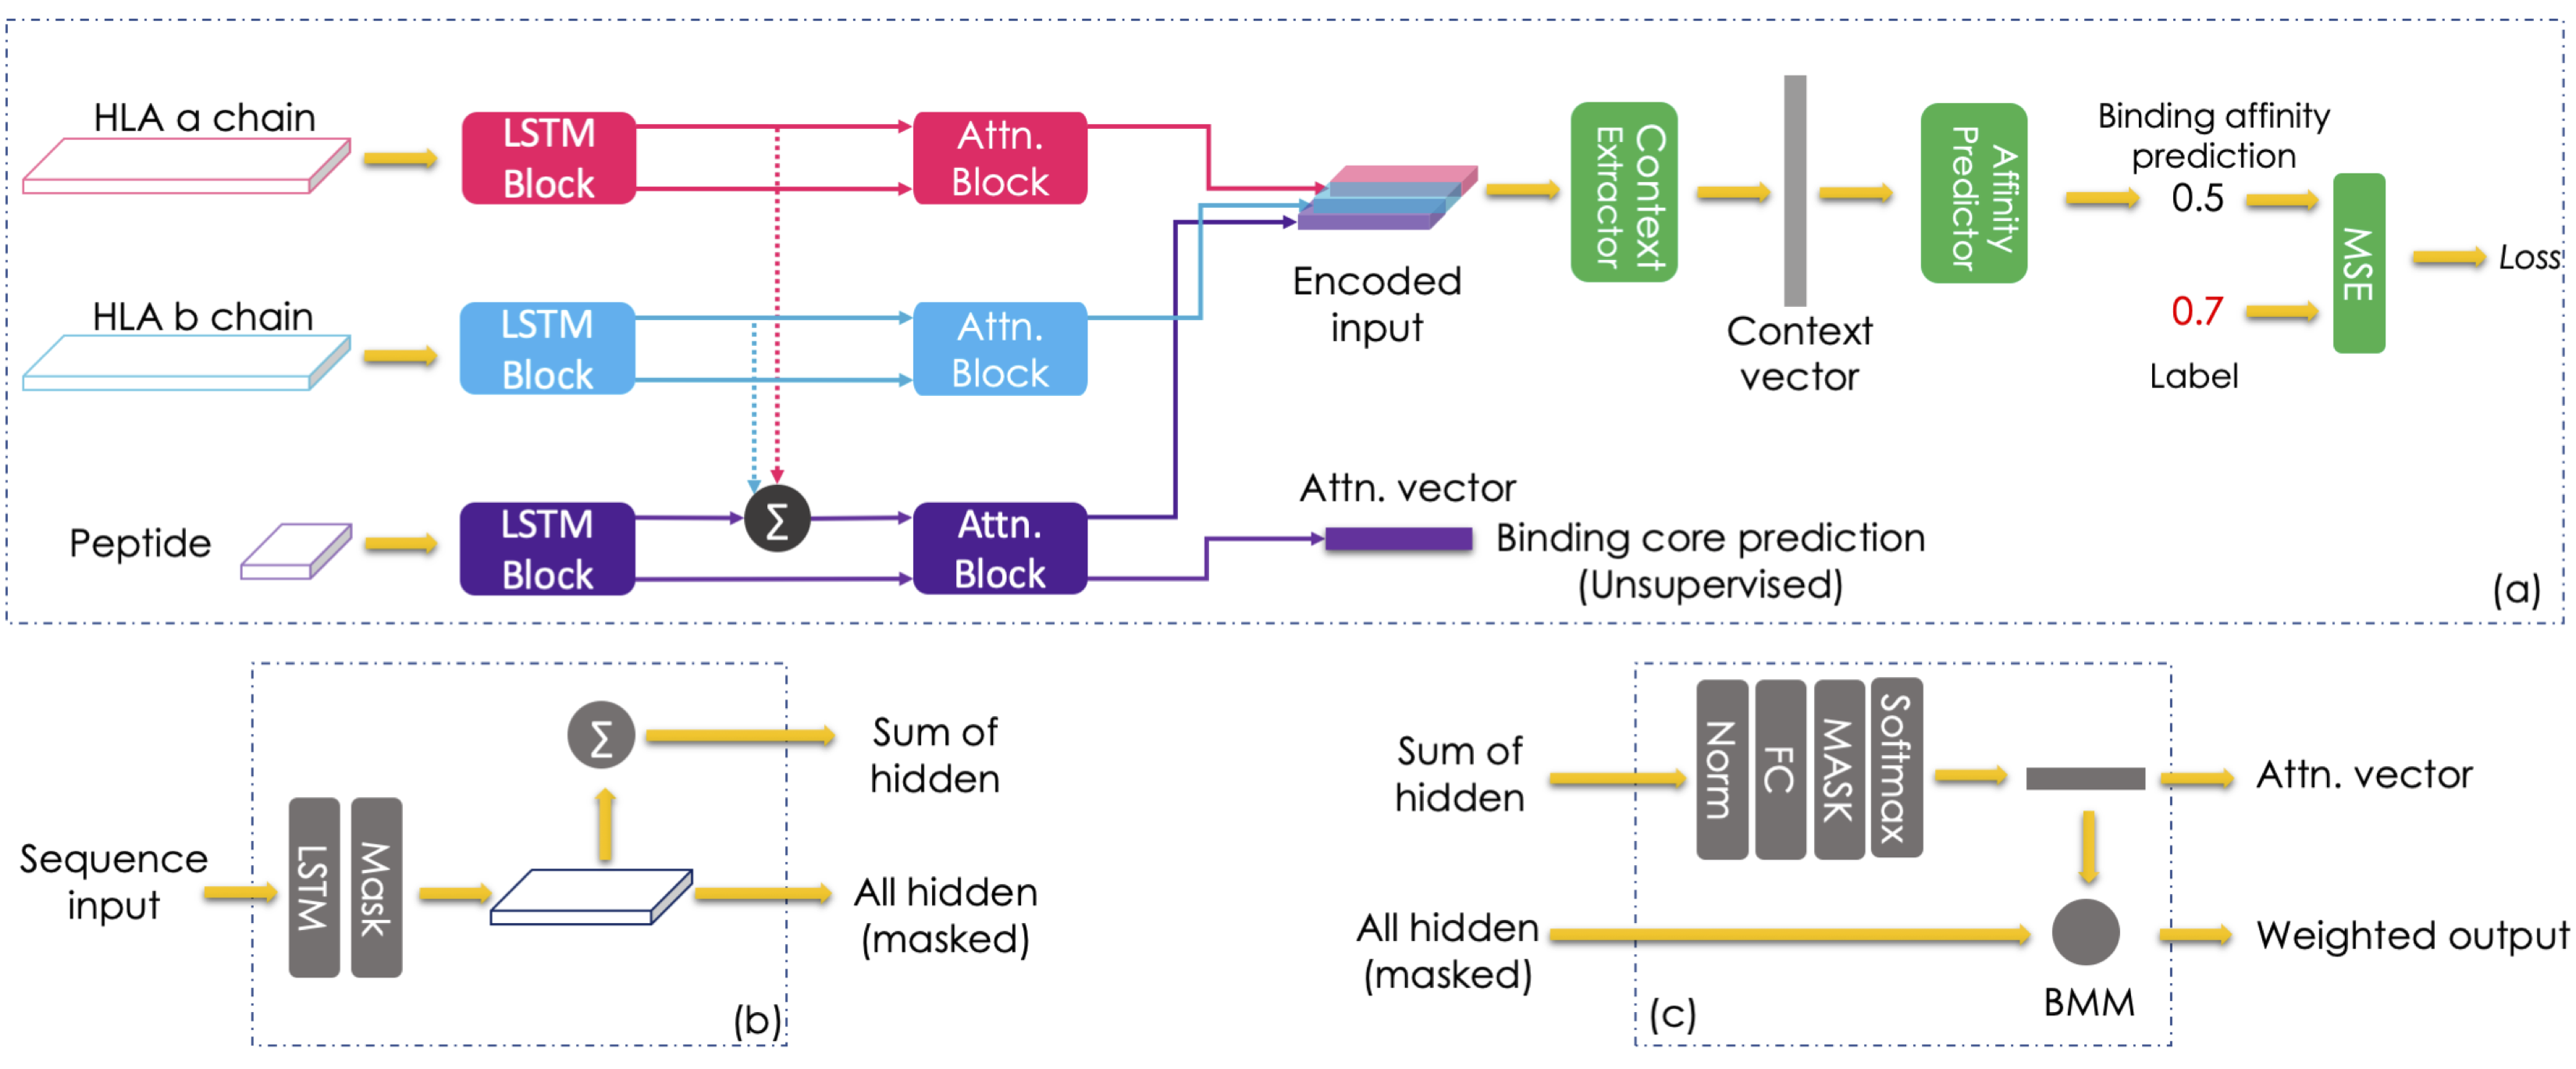 HLA a chain
LSTM
Block
Attn.
Block
HLA b chain
LSTM
Block
Attn.
Block
Peptide
LSTM
Block
Σ
Attn.
Block
Encoded
input
Context
Extractor
Context
vector
Affinity
Predictor
Binding affinity
prediction
0.5
0.7
Label
MSE
Loss
Attn. vector
Binding core prediction
(Unsupervised)
(a)
Sequence
input
LSTM
Mask
Σ
Sum of
hidden
All hidden
(masked)
(b)
Sum of
hidden
All hidden
(masked)
Norm
FC
MASK
Softmax
Attn. vector
BMM
Weighted output
(c)